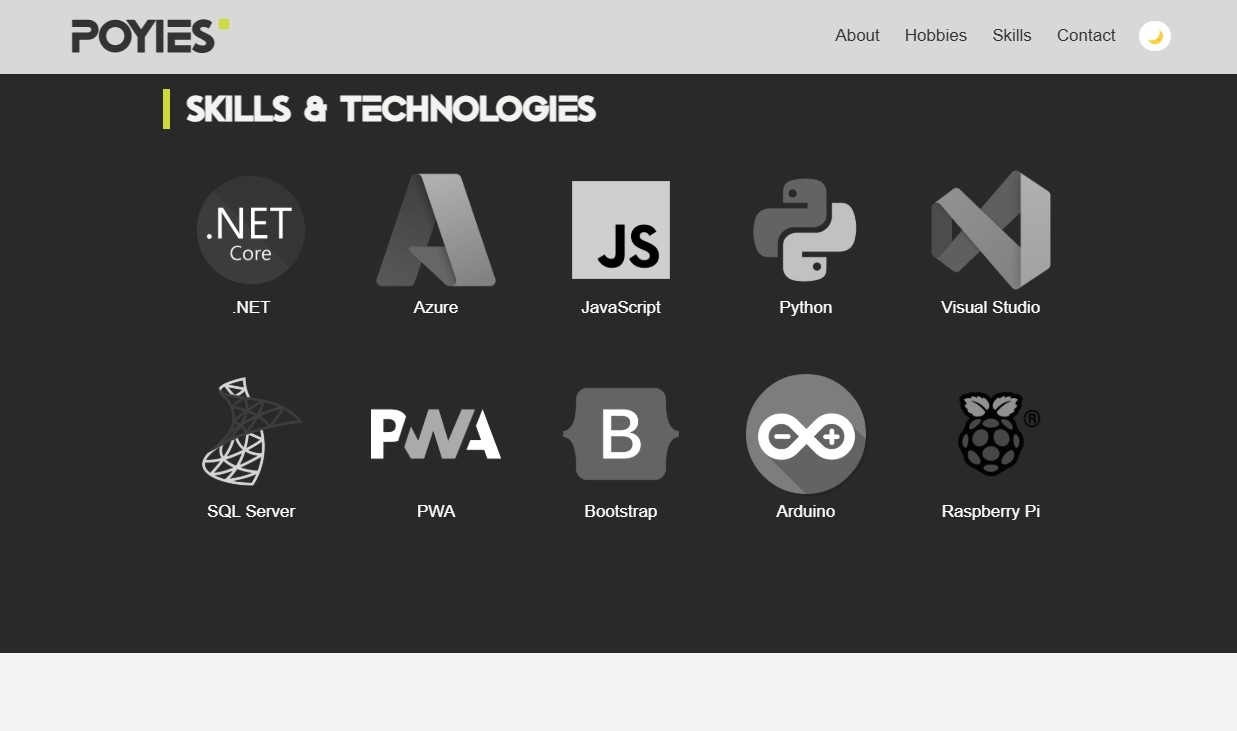 POYIES
About Hobbies Skills Contact
SKILLS & TECHNOLOGIES
.NET
Core
JS
.NET Azure JavaScript Python Visual Studio
PWA
B
®
SQL Server PWA Bootstrap Arduino Raspberry Pi